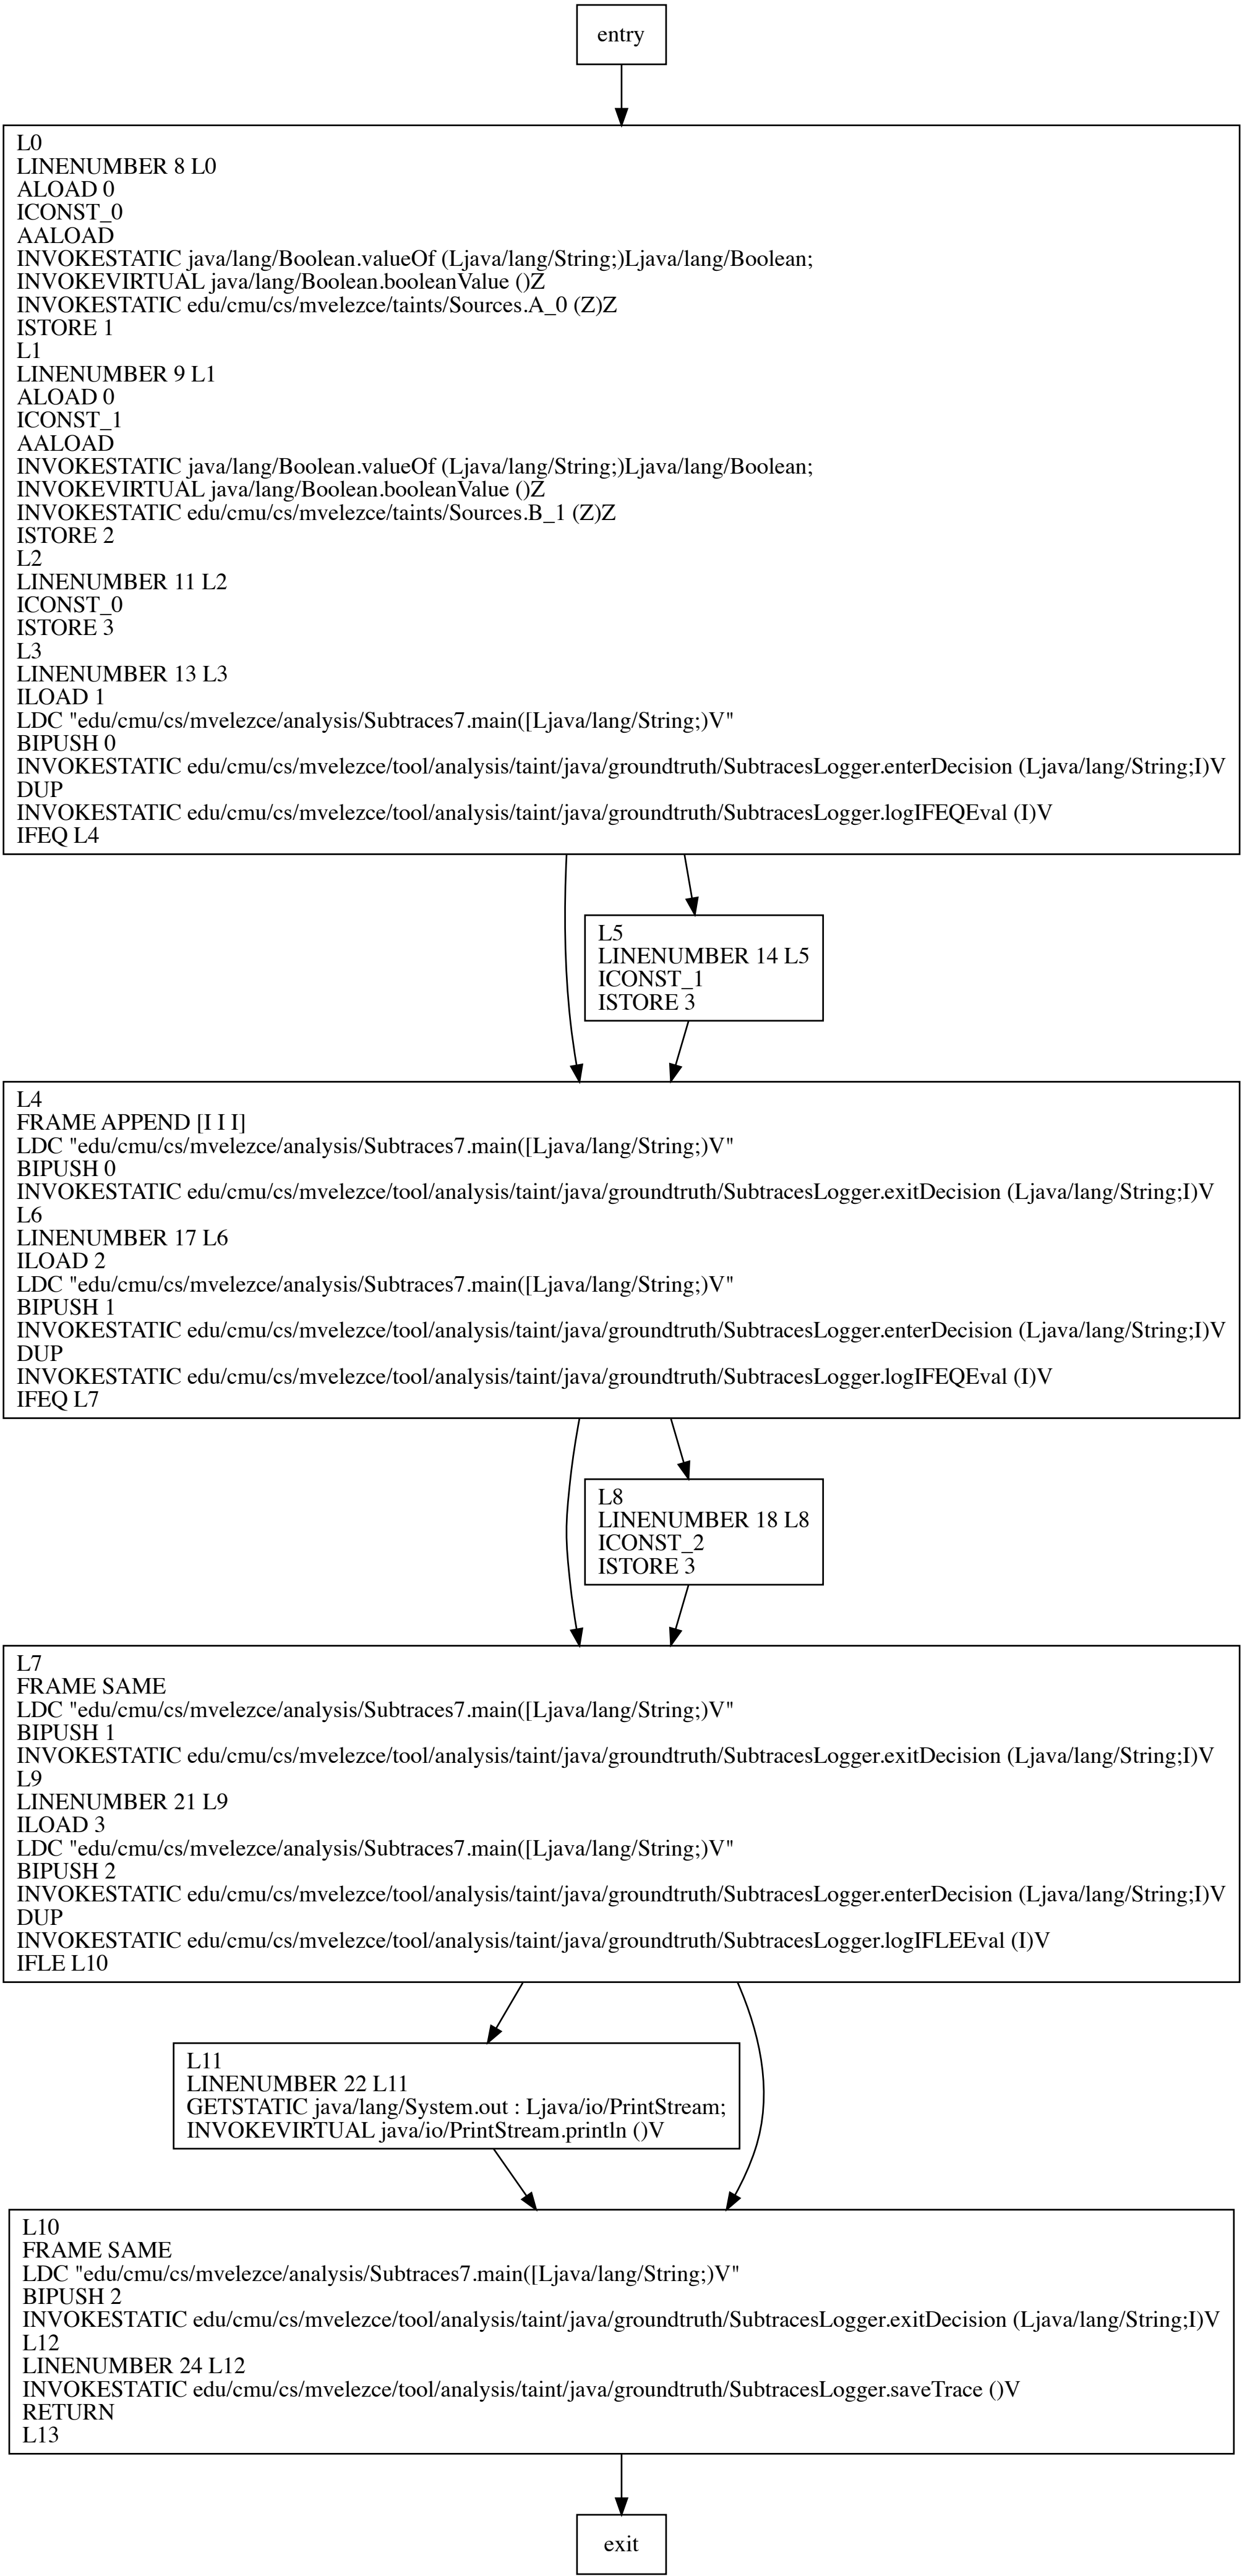 entry
L0
LINENUMBER 8 L0
ALOAD 0
ICONST_0
AALOAD
INVOKESTATIC java/lang/Boolean.valueOf (Ljava/lang/String;)Ljava/lang/Boolean;
INVOKEVIRTUAL java/lang/Boolean.booleanValue ()Z
INVOKESTATIC edu/cmu/cs/mvelezce/taints/Sources.A_0 (Z)Z
ISTORE 1
L1
LINENUMBER 9 L1
ALOAD 0
ICONST_1
AALOAD
INVOKESTATIC java/lang/Boolean.valueOf (Ljava/lang/String;)Ljava/lang/Boolean;
INVOKEVIRTUAL java/lang/Boolean.booleanValue ()Z
INVOKESTATIC edu/cmu/cs/mvelezce/taints/Sources.B_1 (Z)Z
ISTORE 2
L2
LINENUMBER 11 L2
ICONST_0
ISTORE 3
L3
LINENUMBER 13 L3
ILOAD 1
LDC "edu/cmu/cs/mvelezce/analysis/Subtraces7.main([Ljava/lang/String;)V"
BIPUSH 0
INVOKESTATIC edu/cmu/cs/mvelezce/tool/analysis/taint/java/groundtruth/SubtracesLogger.enterDecision (Ljava/lang/String;I)V
DUP
INVOKESTATIC edu/cmu/cs/mvelezce/tool/analysis/taint/java/groundtruth/SubtracesLogger.logIFEQEval (I)V
IFEQ L4
L5
LINENUMBER 14 L5
ICONST_1
ISTORE 3
L4
FRAME APPEND [I I I]
LDC "edu/cmu/cs/mvelezce/analysis/Subtraces7.main([Ljava/lang/String;)V"
BIPUSH 0
INVOKESTATIC edu/cmu/cs/mvelezce/tool/analysis/taint/java/groundtruth/SubtracesLogger.exitDecision (Ljava/lang/String;I)V
L6
LINENUMBER 17 L6
ILOAD 2
LDC "edu/cmu/cs/mvelezce/analysis/Subtraces7.main([Ljava/lang/String;)V"
BIPUSH 1
INVOKESTATIC edu/cmu/cs/mvelezce/tool/analysis/taint/java/groundtruth/SubtracesLogger.enterDecision (Ljava/lang/String;I)V
DUP
INVOKESTATIC edu/cmu/cs/mvelezce/tool/analysis/taint/java/groundtruth/SubtracesLogger.logIFEQEval (I)V
IFEQ L7
L8
LINENUMBER 18 L8
ICONST_2
ISTORE 3
L7
FRAME SAME
LDC "edu/cmu/cs/mvelezce/analysis/Subtraces7.main([Ljava/lang/String;)V"
BIPUSH 1
INVOKESTATIC edu/cmu/cs/mvelezce/tool/analysis/taint/java/groundtruth/SubtracesLogger.exitDecision (Ljava/lang/String;I)V
L9
LINENUMBER 21 L9
ILOAD 3
LDC "edu/cmu/cs/mvelezce/analysis/Subtraces7.main([Ljava/lang/String;)V"
BIPUSH 2
INVOKESTATIC edu/cmu/cs/mvelezce/tool/analysis/taint/java/groundtruth/SubtracesLogger.enterDecision (Ljava/lang/String;I)V
DUP
INVOKESTATIC edu/cmu/cs/mvelezce/tool/analysis/taint/java/groundtruth/SubtracesLogger.logIFLEEval (I)V
IFLE L10
L11
LINENUMBER 22 L11
GETSTATIC java/lang/System.out : Ljava/io/PrintStream;
INVOKEVIRTUAL java/io/PrintStream.println ()V
L10
FRAME SAME
LDC "edu/cmu/cs/mvelezce/analysis/Subtraces7.main([Ljava/lang/String;)V"
BIPUSH 2
INVOKESTATIC edu/cmu/cs/mvelezce/tool/analysis/taint/java/groundtruth/SubtracesLogger.exitDecision (Ljava/lang/String;I)V
L12
LINENUMBER 24 L12
INVOKESTATIC edu/cmu/cs/mvelezce/tool/analysis/taint/java/groundtruth/SubtracesLogger.saveTrace ()V
RETURN
L13
exit